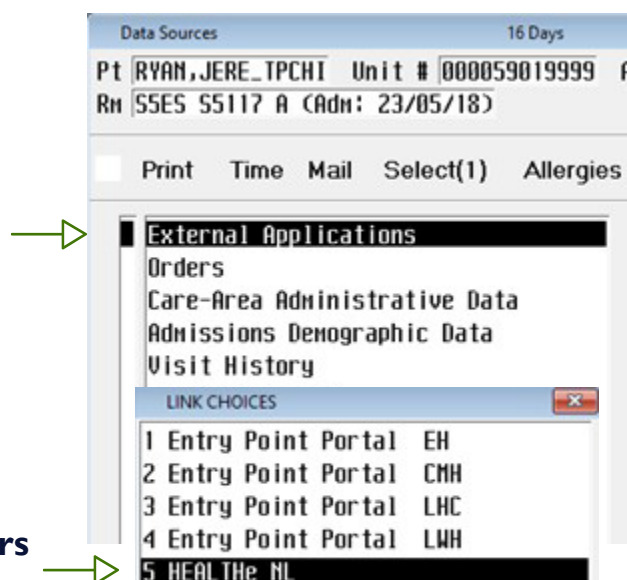 Data Sources 16 Days
Pt RYAN,JERE_TPCHI Unit # 000059019999 A
RM S5ES S5117 A (Adm: 23/05/18)
Print Time Mail Select(1) Allergies
External Applications
Orders
Care-Area Administrative Data
Admissions Demographic Data
Visit History
LINK CHOICES
1 Entry Point Portal EH
2 Entry Point Portal CMH
3 Entry Point Portal LHC
4 Entry Point Portal LWH
rs
5 HEALTHe NL